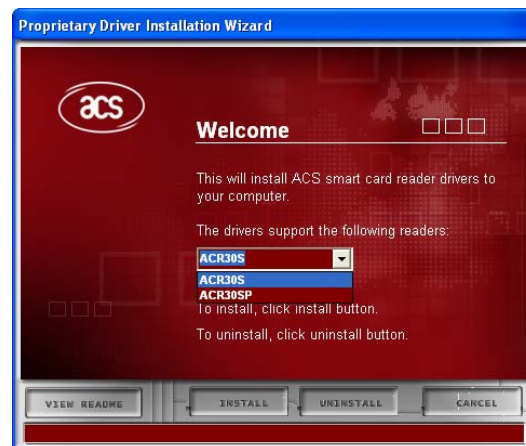 Proprietary Driver Installation Wizard
acs
Welcome
This will install ACS smart card reader drivers to
your computer.
The drivers support the following readers:
ACR30S
ACR30S
ACR30SP
To install, click install button.
To uninstall, click uninstall button.
VIEW README INSTALL UNINSTALL CANCEL